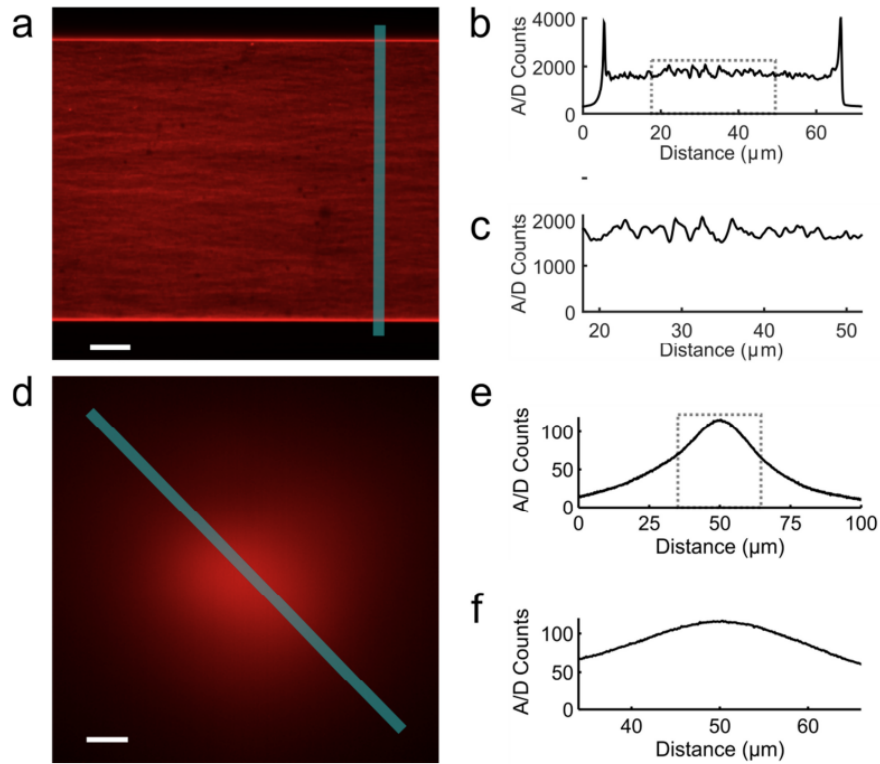 a
b
4000
2000
0
A/D Counts
0 20 40 60
Distance (µm)
c
2000
1000
0
A/D Counts
20 30 40 50
Distance (µm)
d
e
100
50
0
A/D Counts
0 25 50 75 100
Distance (µm)
f
100
50
0
A/D Counts
40 50 60
Distance (µm)